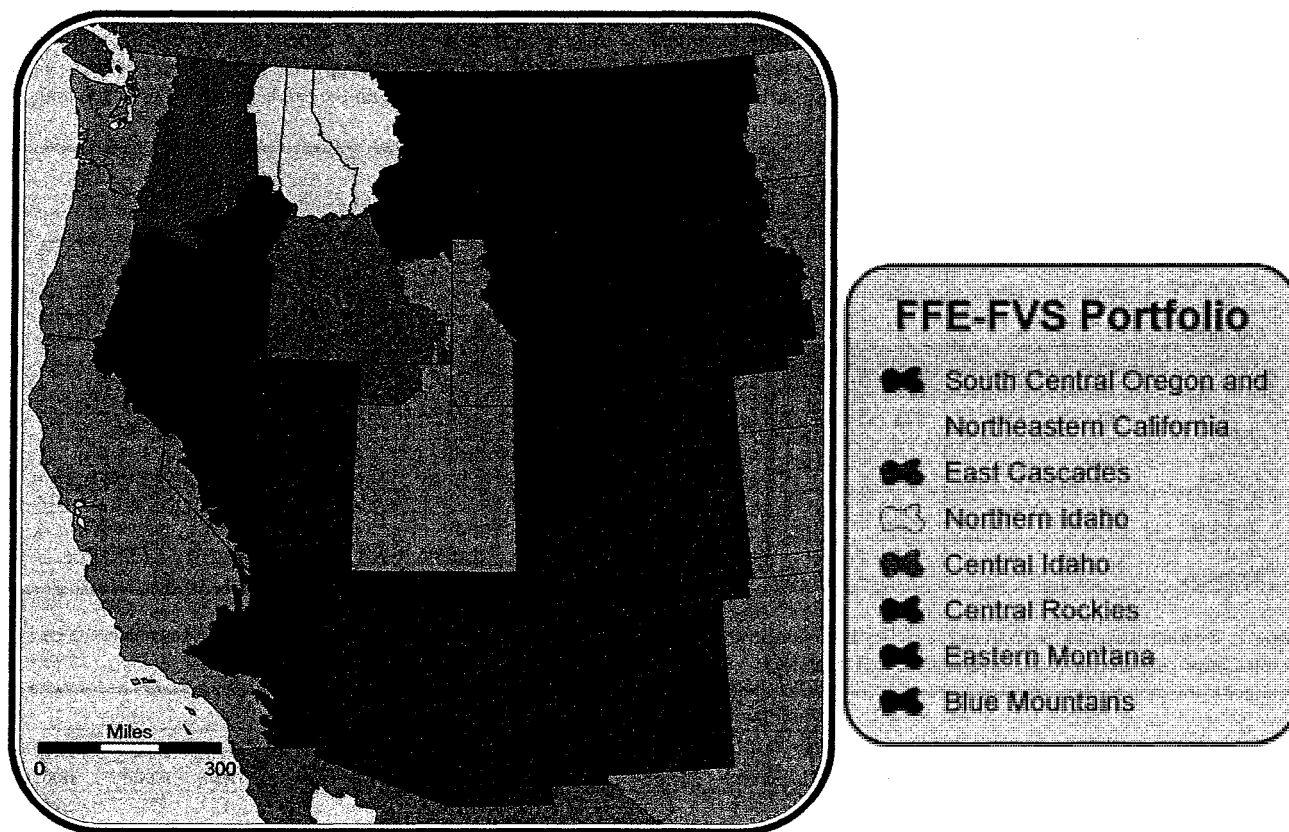 Miles
0 300
FFE-FVS Portfolio
South Central Oregon and
Northeastern California
East Cascades
Northern Idaho
Central Idaho
Central Rockies
Eastern Montana
Blue Mountains